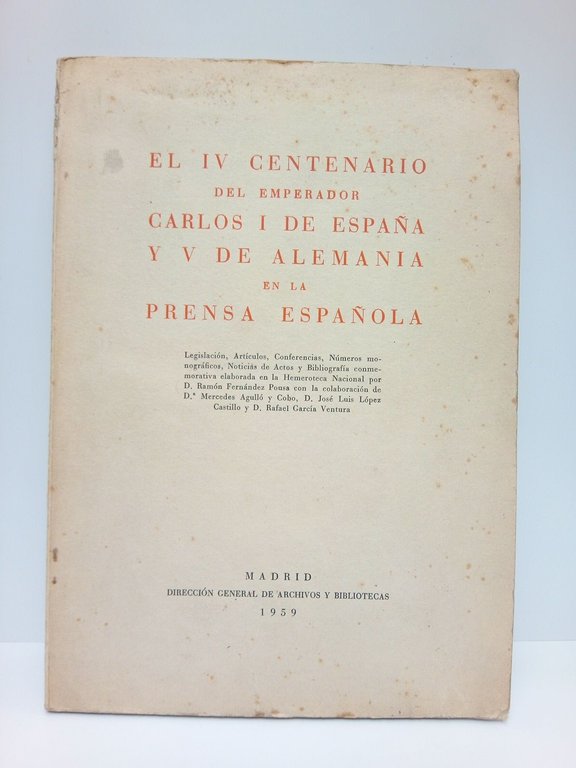 EL IV CENTENARIO
DEL EMPERADOR
CARLOS I DE ESPAÑA
Y V DE ALEMANIA
EN LA
PRENSA ESPAÑOLA
Legislación, Artículos, Conferencias, Números mo-
nográficos, Noticias de Actos y Bibliografía conme-
morativa elaborada en la Hemeroteca Nacional por
D. Ramón Fernández Pousa con la colaboración de
D.ª Mercedes Agulló y Cobo, D. José Luis López
Castillo y D. Rafael García Ventura
MADRID
DIRECCIÓN GENERAL DE ARCHIVOS Y BIBLIOTECAS
1959